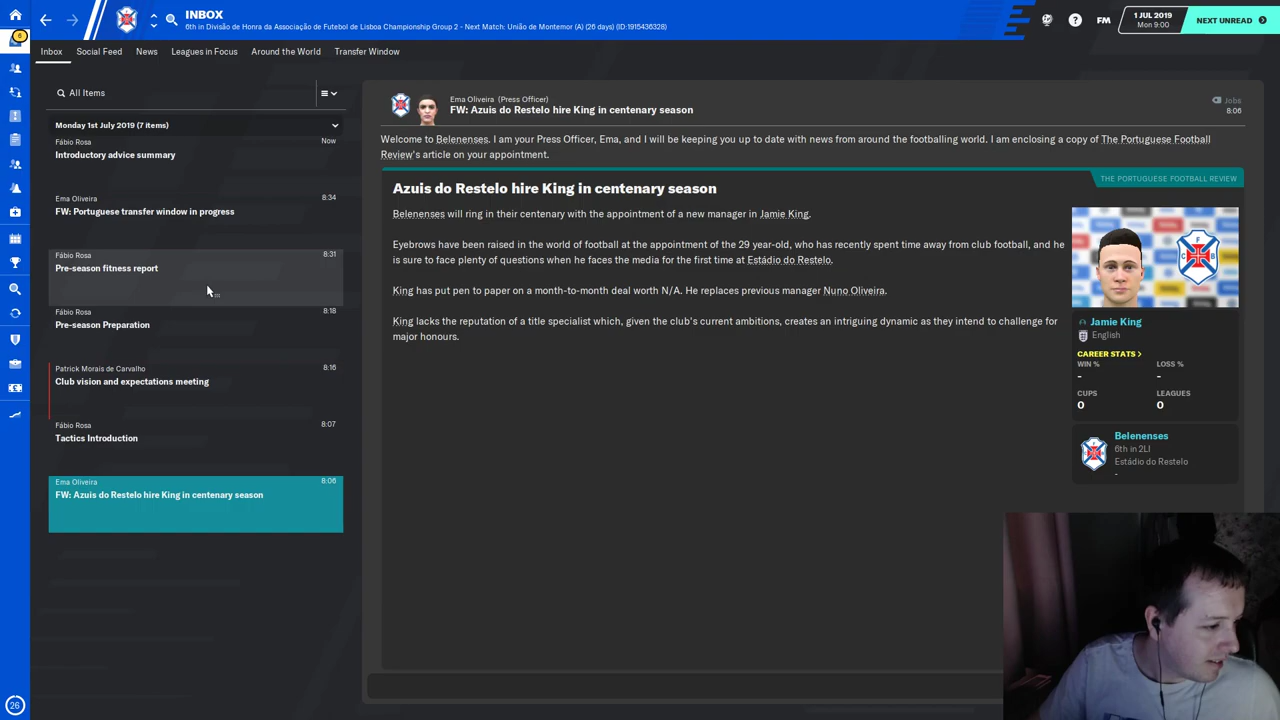 INBOX
6th in Divisão de Honra da Associação de Futebol de Lisboa Championship Group 2 - Next Match: União de Montemor (A) (26 days) (ID:1915436328)
FM
1 JUL 2019
Mon 9:00
NEXT UNREAD
6
Inbox
Social Feed
News
Leagues in Focus
Around the World
Transfer Window
All Items
Monday 1st July 2019 (7 items)
Fábio Rosa
Now
Introductory advice summary
Ema Oliveira
8:34
FW: Portuguese transfer window in progress
Fábio Rosa
8:31
Pre-season fitness report
Fábio Rosa
8:18
Pre-season Preparation
Patrick Morais de Carvalho
8:16
Club vision and expectations meeting
Fábio Rosa
8:07
Tactics Introduction
Ema Oliveira
8:06
FW: Azuis do Restelo hire King in centenary season
26
Ema Oliveira (Press Officer)
FW: Azuis do Restelo hire King in centenary season
Jobs
8:06
Welcome to Belenenses. I am your Press Officer, Ema, and I will be keeping you up to date with news from around the footballing world. I am enclosing a copy of The Portuguese Football
Review's article on your appointment.
THE PORTUGUESE FOOTBALL REVIEW
Azuis do Restelo hire King in centenary season
Belenenses will ring in their centenary with the appointment of a new manager in Jamie King.
Eyebrows have been raised in the world of football at the appointment of the 29 year-old, who has recently spent time away from club football, and he
is sure to face plenty of questions when he faces the media for the first time at Estádio do Restelo.
King has put pen to paper on a month-to-month deal worth N/A. He replaces previous manager Nuno Oliveira.
King lacks the reputation of a title specialist which, given the club's current ambitions, creates an intriguing dynamic as they intend to challenge for
major honours.
Jamie King
English
CAREER STATS >
WIN %
LOSS %
-
-
CUPS
LEAGUES
0
0
Belenenses
6th in 2LI
Estádio do Restelo
-